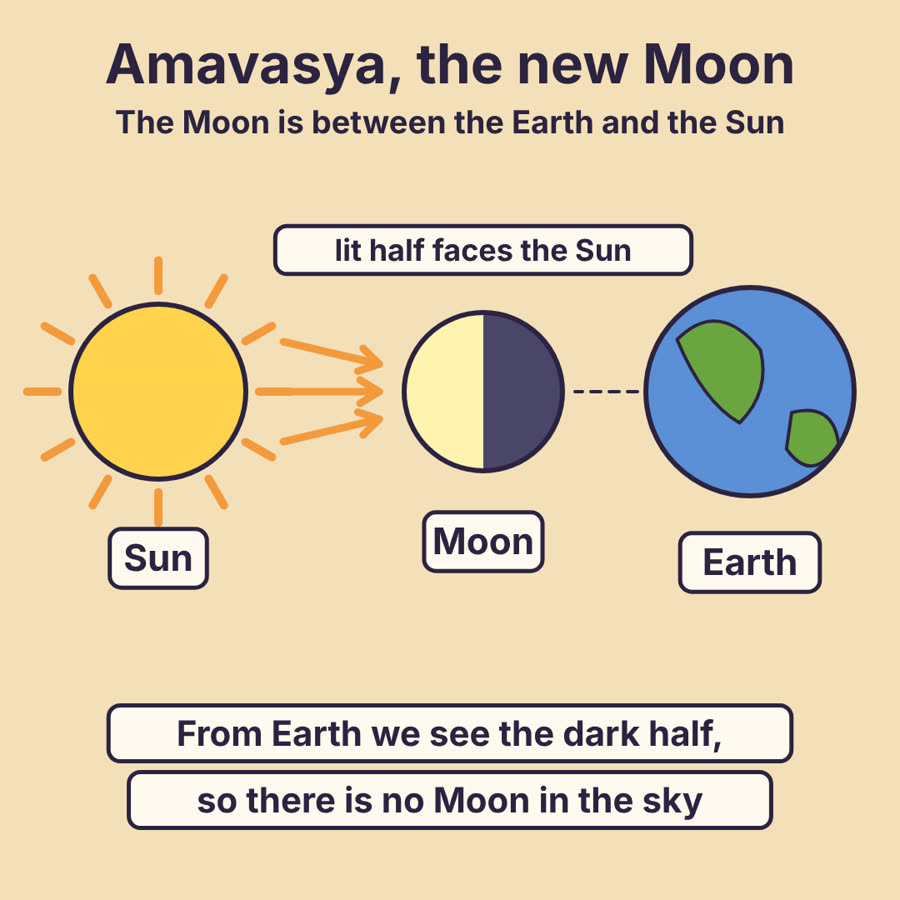 Amavasya, the new Moon
The Moon is between the Earth and the Sun
lit half faces the Sun
Sun
Moon
Earth
From Earth we see the dark half,
so there is no Moon in the sky